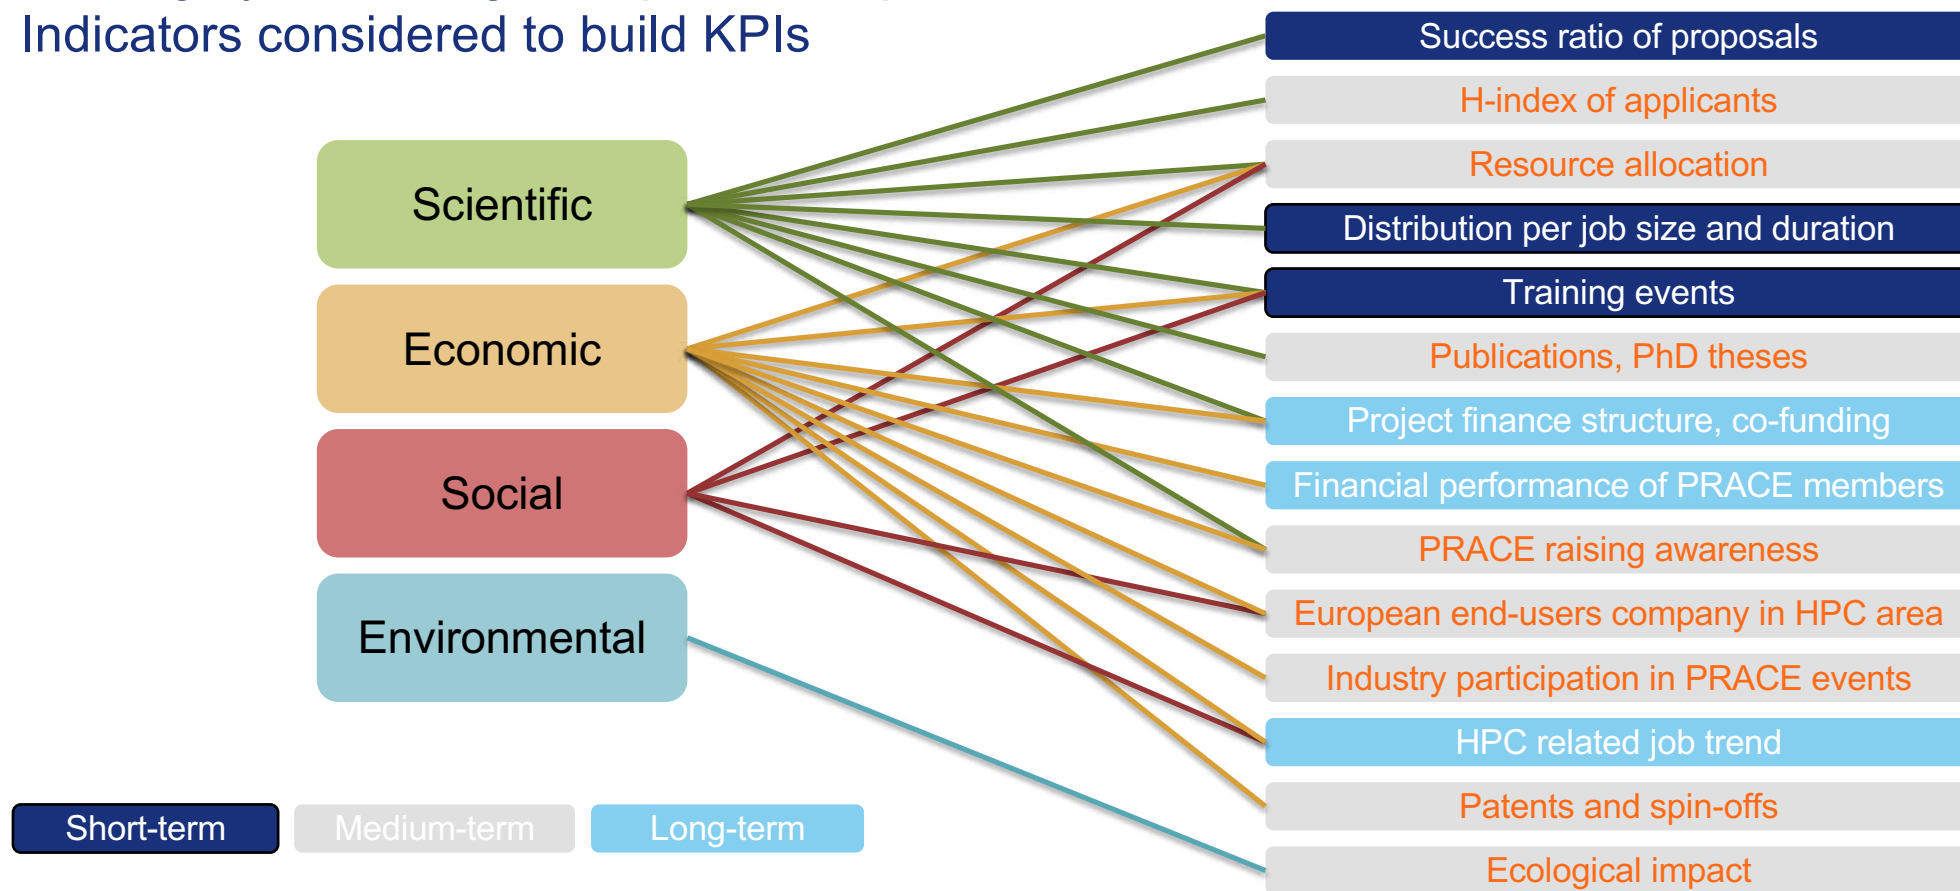 Indicators considered to build KPIs
Scientific
Economic
Social
Environmental
Success ratio of proposals
H-index of applicants
Resource allocation
Distribution per job size and duration
Training events
Publications, PhD theses
Project finance structure, co-funding
Financial performance of PRACE members
PRACE raising awareness
European end-users company in HPC area
Industry participation in PRACE events
HPC related job trend
Patents and spin-offs
Ecological impact
Short-term
Medium-term
Long-term